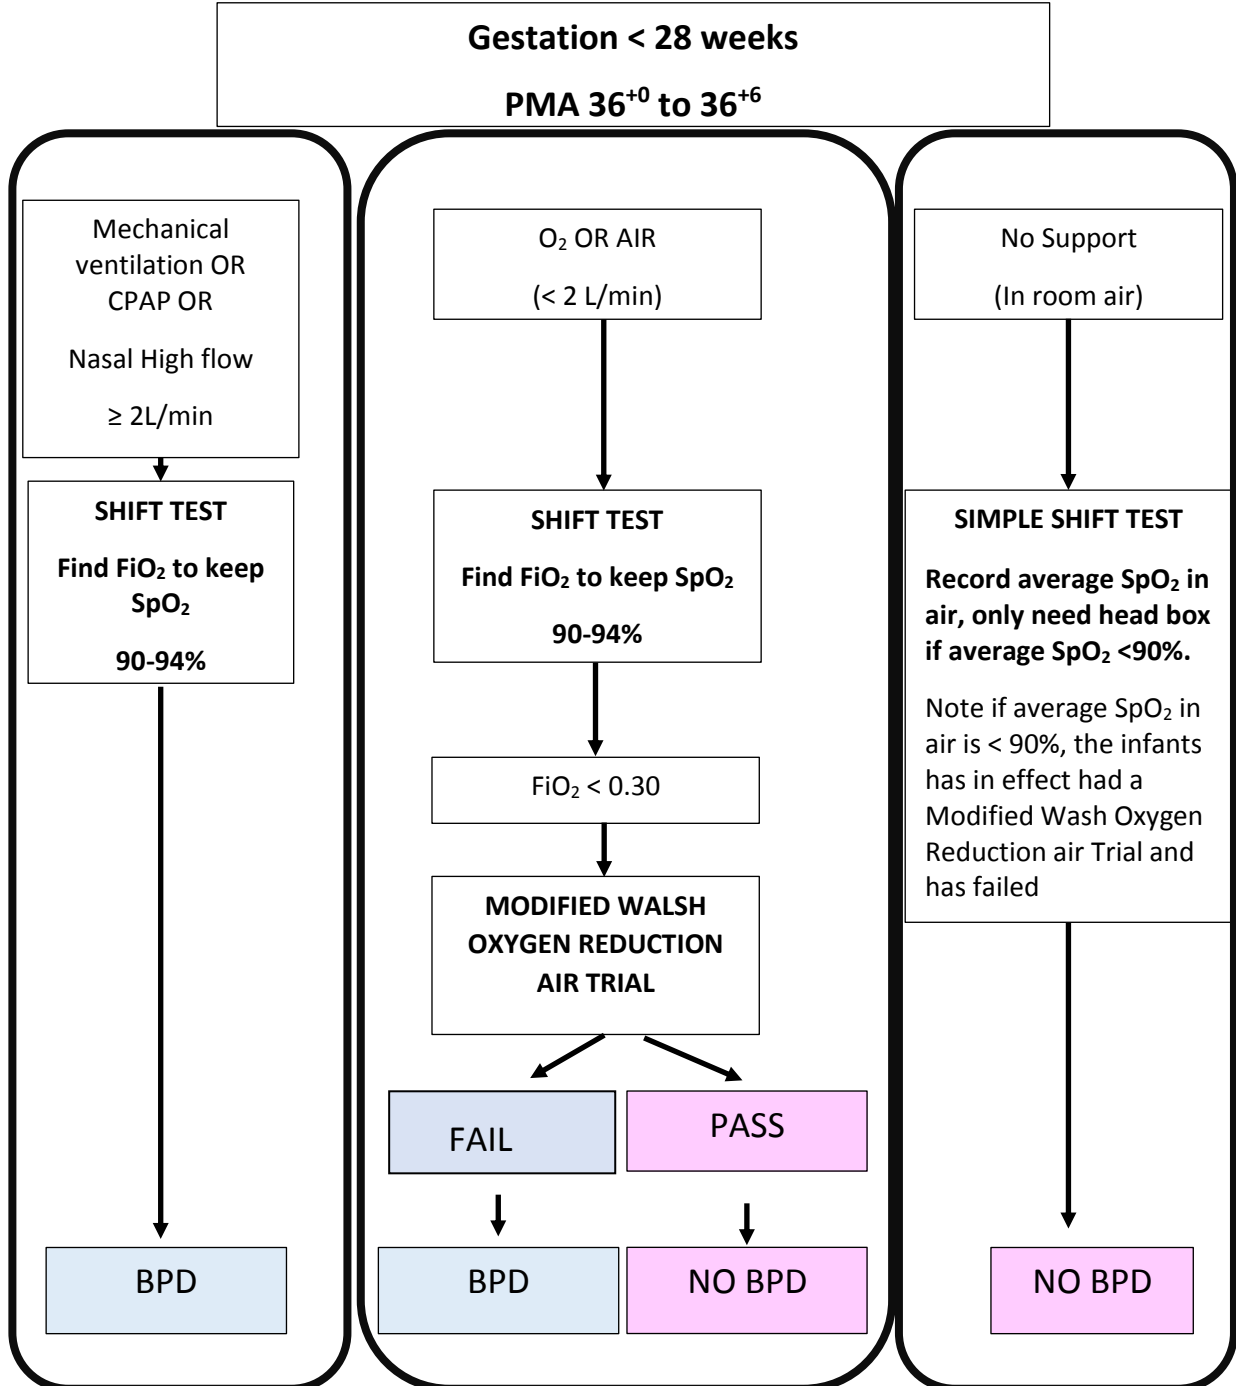 Gestation < 28 weeks
PMA 36⁺⁰ to 36⁺⁶
Mechanical
ventilation OR
CPAP OR
Nasal High flow
≥ 2L/min
SHIFT TEST
Find FiO₂ to keep
SpO₂
90-94%
BPD
O₂ OR AIR
(< 2 L/min)
SHIFT TEST
Find FiO₂ to keep SpO₂
90-94%
FiO₂ < 0.30
MODIFIED WALSH
OXYGEN REDUCTION
AIR TRIAL
FAIL
PASS
BPD
NO BPD
No Support
(In room air)
SIMPLE SHIFT TEST
Record average SpO₂ in
air, only need head box
if average SpO₂ <90%.
Note if average SpO₂ in
air is < 90%, the infants
has in effect had a
Modified Wash Oxygen
Reduction air Trial and
has failed
NO BPD